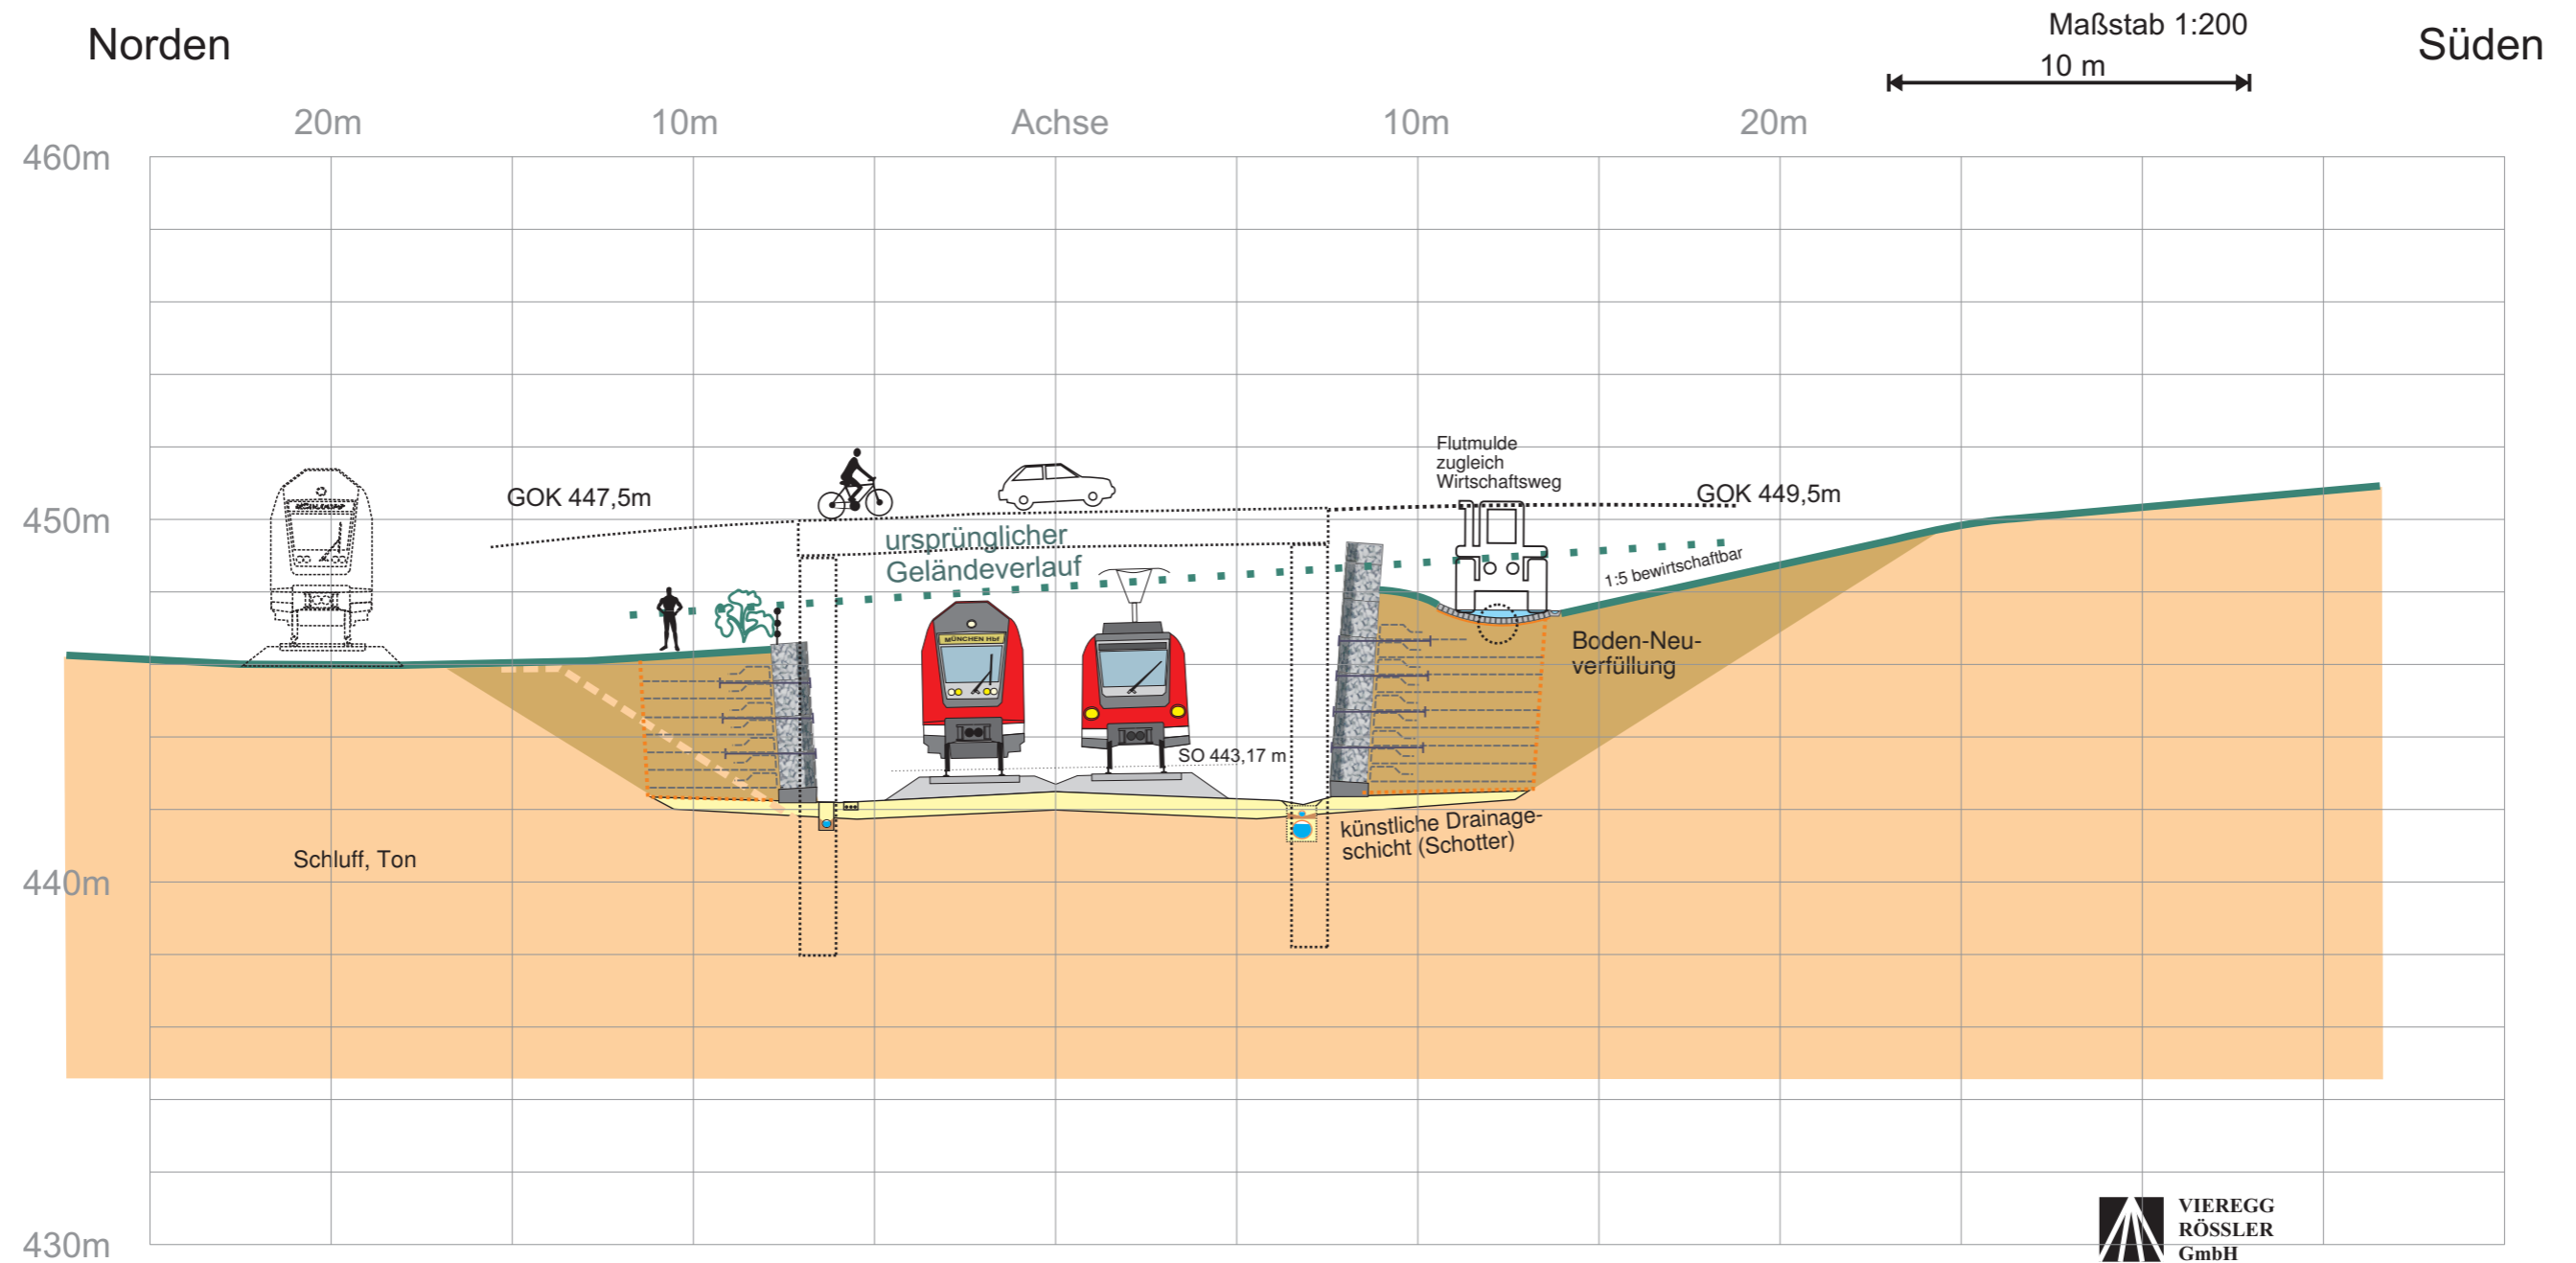 Norden
Maßstab 1:200
10 m
Süden
20m
10m
Achse
10m
20m
460m
450m
440m
430m
GOK 447,5m
ursprünglicher
Geländeverlauf
Flutmulde
zugleich
Wirtschaftsweg
GOK 449,5m
1:5 bewirtschaftbar
MÜNCHEN Hbf
Boden-Neu-
verfüllung
SO 443,17 m
künstliche Drainage-
schicht (Schotter)
Schluff, Ton
VIEREGG
RÖSSLER
GmbH